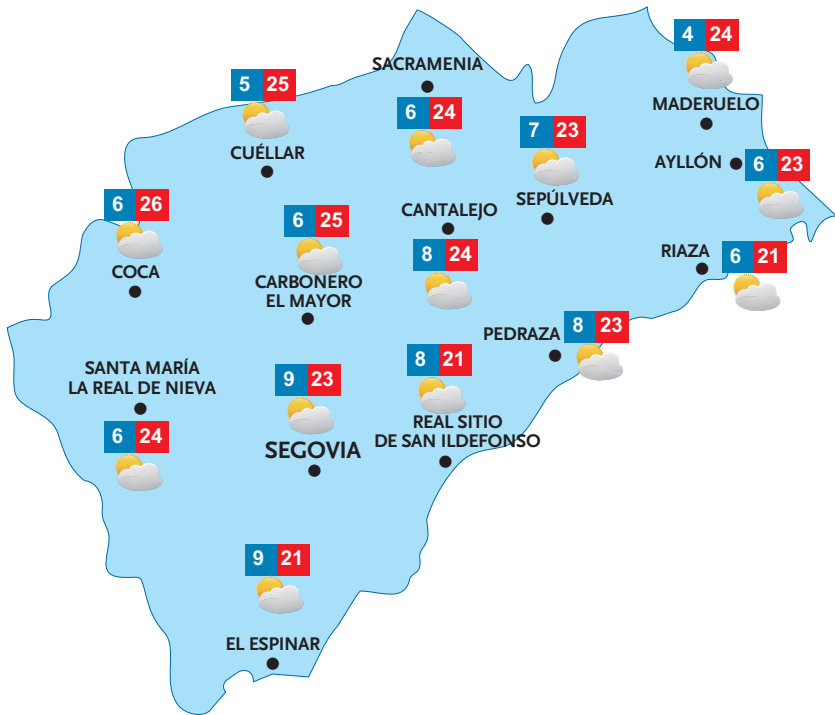 4 24
MADERUELO
SACRAMENIA
6 24
5 25
CUÉLLAR
7 23
SEPÚLVEDA
AYLLÓN
6 23
6 26
COCA
6 25
CARBONERO
EL MAYOR
CANTALEJO
8 24
RIAZA
6 21
PEDRAZA
8 23
SANTA MARÍA
LA REAL DE NIEVA
6 24
9 23
SEGOVIA
8 21
REAL SITIO
DE SAN ILDEFONSO
9 21
EL ESPINAR